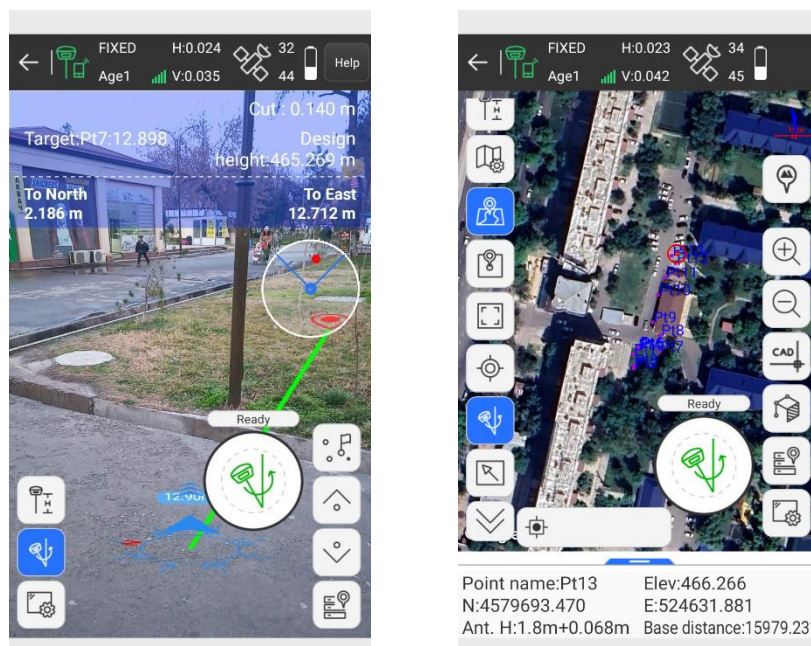 FIXED H:0.024 32
Age1 V:0.035 44
Help
Cut : 0.140 m
Target:Pt7:12.898 Design
height:465.269 m
To North To East
2.186 m 12.712 m
Ready
H
FIXED H:0.023 34
Age1 V:0.042 45
H
Pt11
Pt10
Pt9
Pt8
CAD
Ready
Point name:Pt13 Elev:466.266
N:4579693.470 E:524631.881
Ant. H:1.8m+0.068m Base distance:15979.23